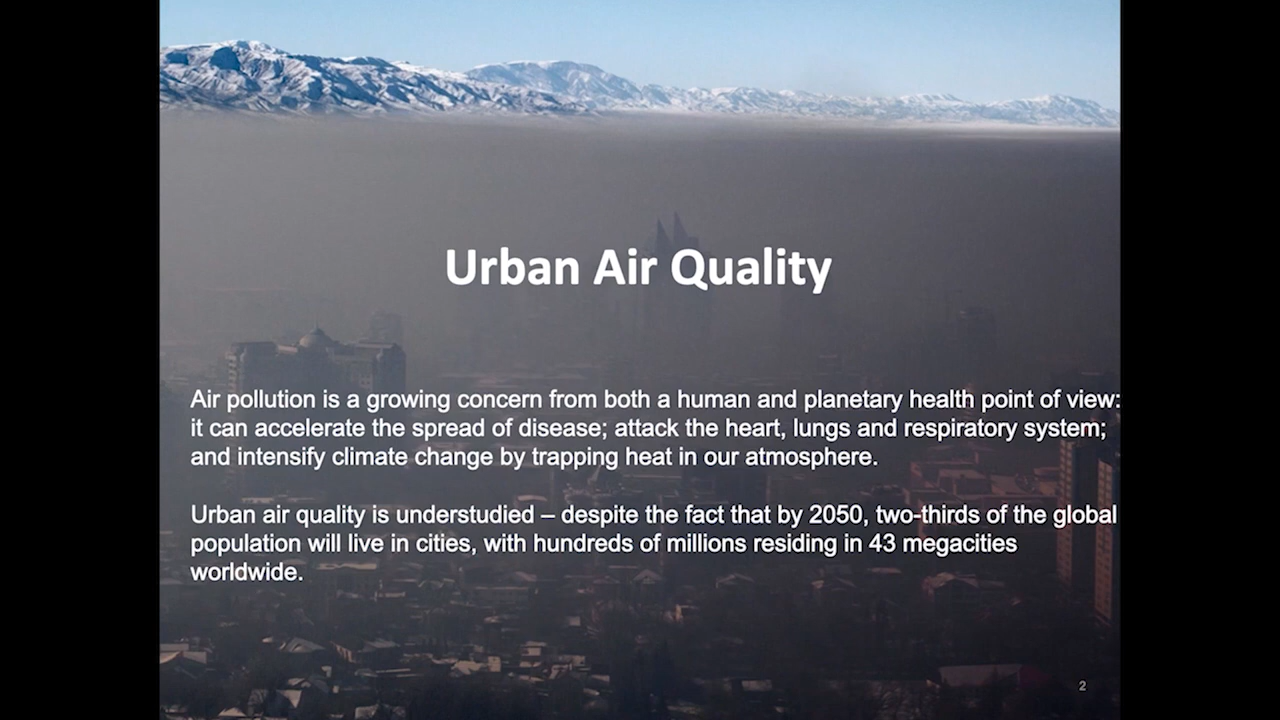 Urban Air Quality
Air pollution is a growing concern from both a human and planetary health point of view:
it can accelerate the spread of disease; attack the heart, lungs and respiratory system;
and intensify climate change by trapping heat in our atmosphere.
Urban air quality is understudied – despite the fact that by 2050, two-thirds of the global
population will live in cities, with hundreds of millions residing in 43 megacities
worldwide.
2